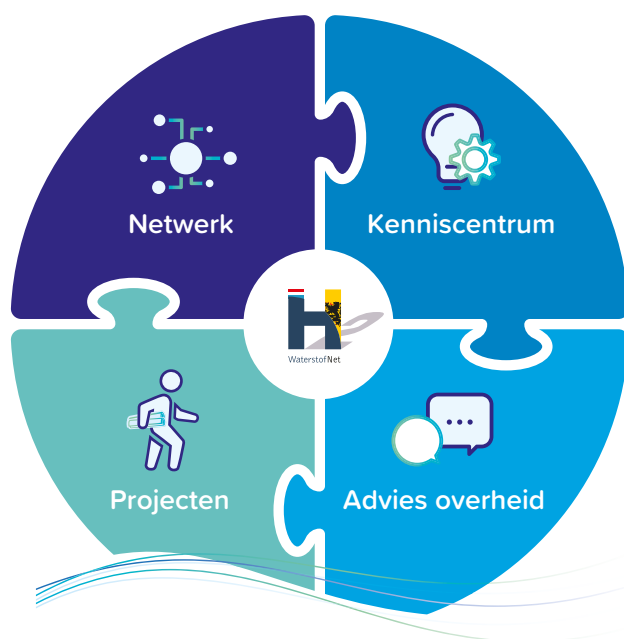 Netwerk
Kenniscentrum
WaterstofNet
Projecten
Advies overheid